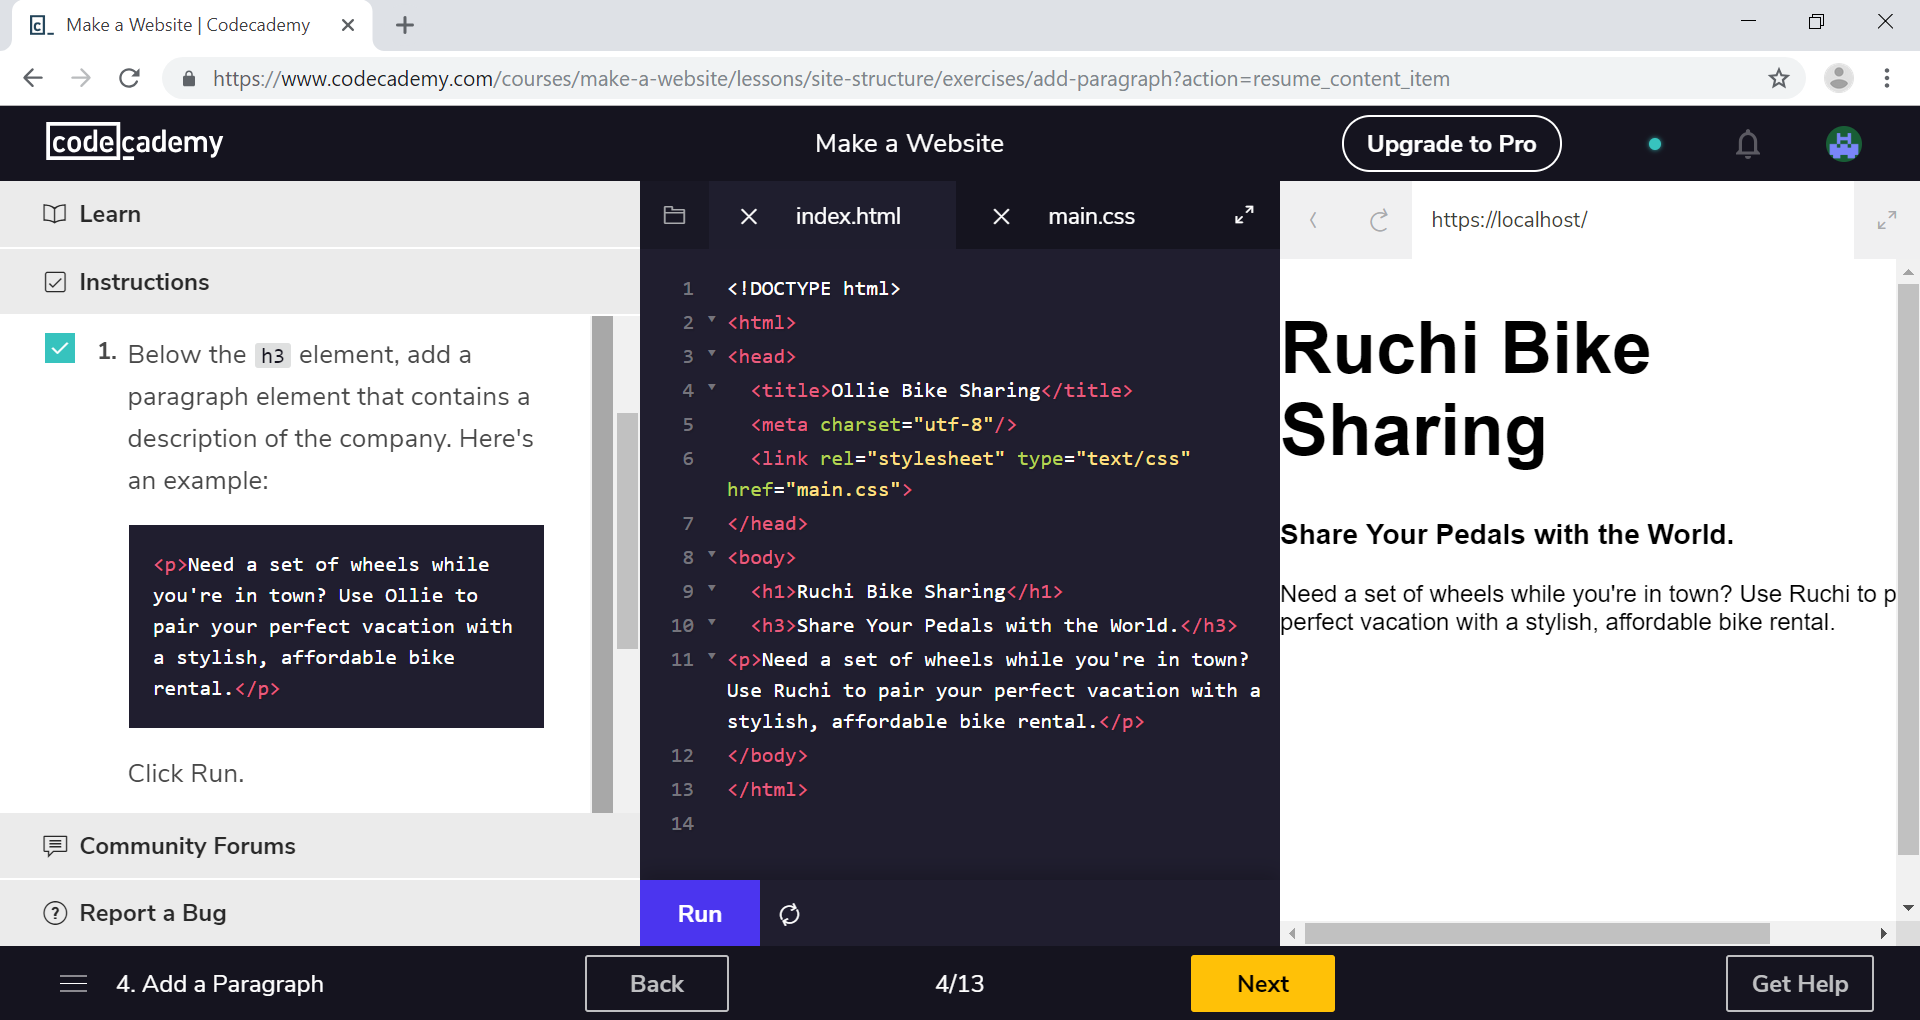 Make a Website | Codecademy
https://www.codecademy.com/courses/make-a-website/lessons/site-structure/exercises/add-paragraph?action=resume_content_item
codecademy
Make a Website
Upgrade to Pro
Learn
Instructions
1. Below the h3 element, add a
paragraph element that contains a
description of the company. Here's
an example:
<p>Need a set of wheels while
you're in town? Use Ollie to
pair your perfect vacation with
a stylish, affordable bike
rental.</p>
Click Run.
Community Forums
Report a Bug
index.html
main.css
1 <!DOCTYPE html>
2 <html>
3 <head>
4 <title>Ollie Bike Sharing</title>
5 <meta charset="utf-8"/>
6 <link rel="stylesheet" type="text/css"
href="main.css">
7 </head>
8 <body>
9 <h1>Ruchi Bike Sharing</h1>
10 <h3>Share Your Pedals with the World.</h3>
11 <p>Need a set of wheels while you're in town?
Use Ruchi to pair your perfect vacation with a
stylish, affordable bike rental.</p>
12 </body>
13 </html>
14
Run
https://localhost/
Ruchi Bike
Sharing
Share Your Pedals with the World.
Need a set of wheels while you're in town? Use Ruchi to p
perfect vacation with a stylish, affordable bike rental.
4. Add a Paragraph
Back
4/13
Next
Get Help